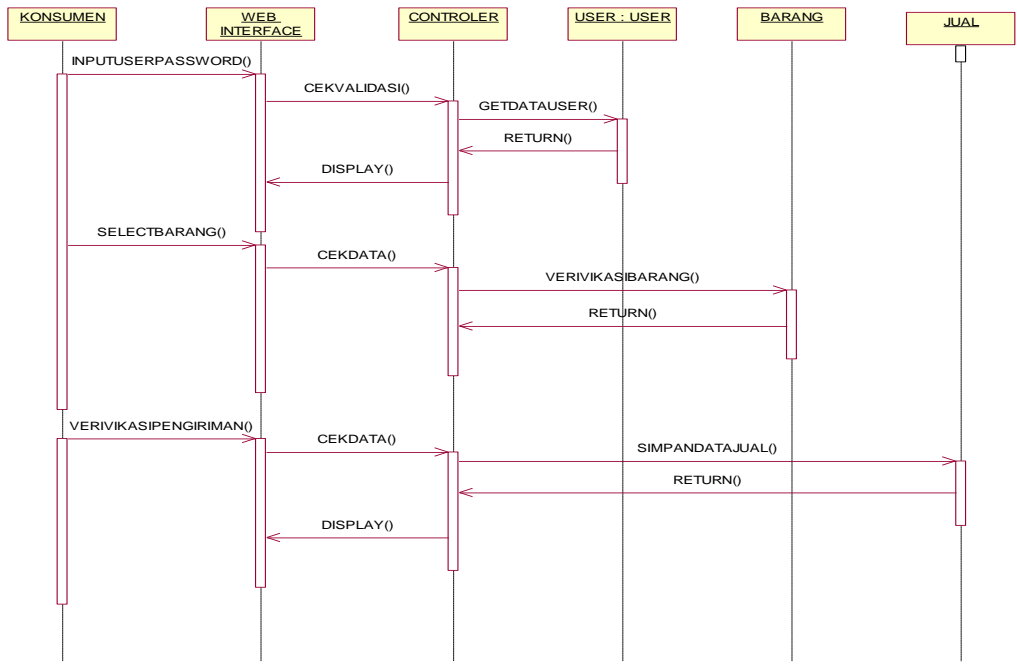 KONSUMEN
WEB
INTERFACE
CONTROLER
USER : USER
BARANG
JUAL
INPUTUSERPASSWORD()
CEKVALIDASI()
GETDATAUSER()
RETURN()
DISPLAY()
SELECTBARANG()
CEKDATA()
VERIVIKASIBARANG()
RETURN()
VERIVIKASIPENGIRIMAN()
CEKDATA()
SIMPANDATAJUAL()
RETURN()
DISPLAY()